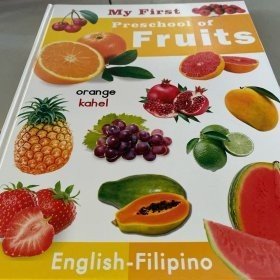 My First
Preschool of
Fruits
orange
kahel
English-Filipino